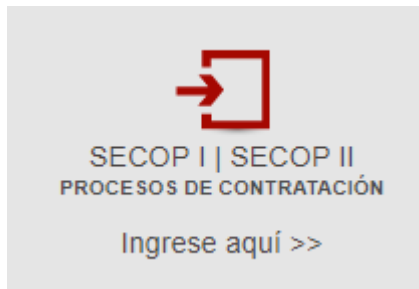 SECOP I | SECOP II
PROCESOS DE CONTRATACIÓN
Ingrese aquí >>